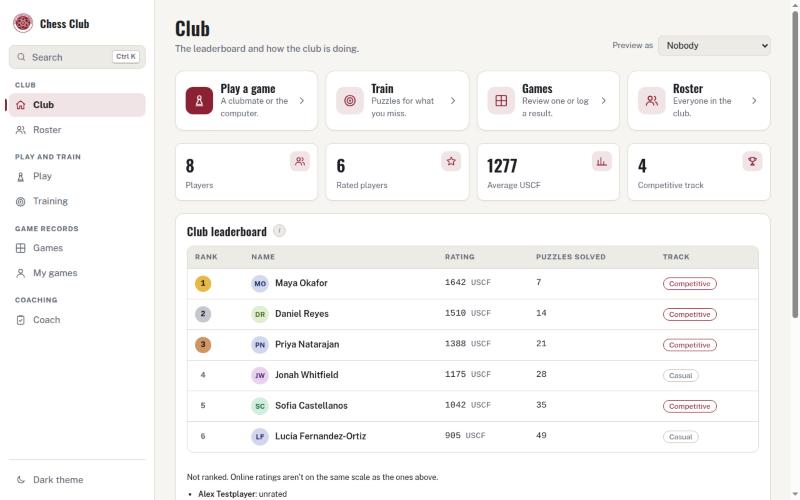 Chess Club
Search
Ctrl K
CLUB
Club
Roster
PLAY AND TRAIN
Play
Training
GAME RECORDS
Games
My games
COACHING
Coach
Dark theme
Club
The leaderboard and how the club is doing.
Preview as
Nobody
Play a game
A clubmate or the
computer.
Train
Puzzles for what
you miss.
Games
Review one or log
a result.
Roster
Everyone in the
club.
8
Players
6
Rated players
1277
Average USCF
4
Competitive track
Club leaderboard i
RANK NAME RATING PUZZLES SOLVED TRACK
1 MO Maya Okafor 1642 USCF 7 Competitive
2 DR Daniel Reyes 1510 USCF 14 Competitive
3 PN Priya Natarajan 1388 USCF 21 Competitive
4 JW Jonah Whitfield 1175 USCF 28 Casual
5 SC Sofia Castellanos 1042 USCF 35 Competitive
6 LF Lucia Fernandez-Ortiz 905 USCF 49 Casual
Not ranked. Online ratings aren't on the same scale as the ones above.
• Alex Testplayer: unrated